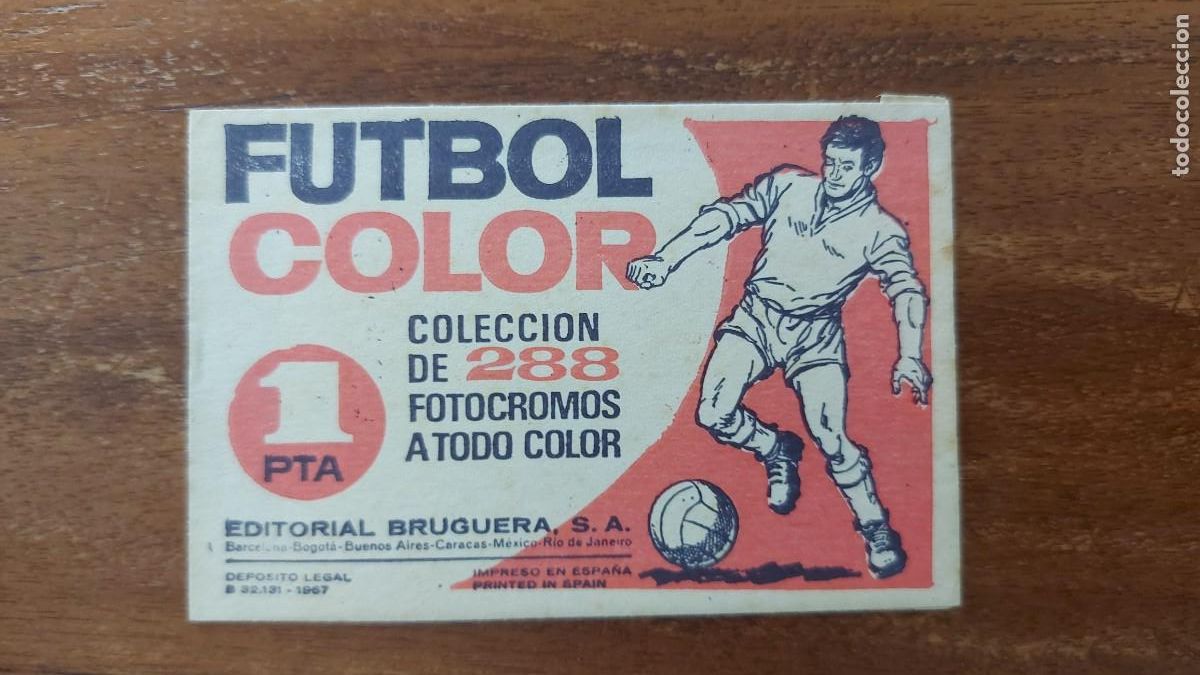 FUTBOL
COLOR
COLECCION
DE 288
FOTOCROMOS
A TODO COLOR
1
PTA
EDITORIAL BRUGUERA, S. A.
Barcelona-Bogotá-Buenos Aires-Caracas-México-Río de Janeiro
DEPOSITO LEGAL
B 32.131 - 1967
IMPRESO EN ESPAÑA
PRINTED IN SPAIN
todocoleccion